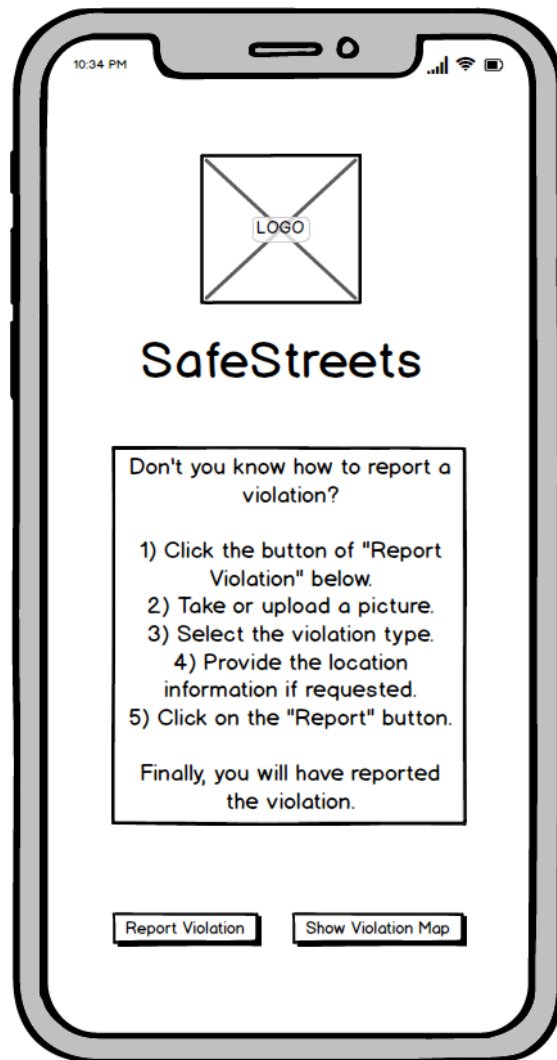 10:34 PM
LOGO
SafeStreets
Don't you know how to report a
violation?
1) Click the button of "Report
Violation" below.
2) Take or upload a picture.
3) Select the violation type.
4) Provide the location
information if requested.
5) Click on the "Report" button.
Finally, you will have reported
the violation.
Report Violation
Show Violation Map